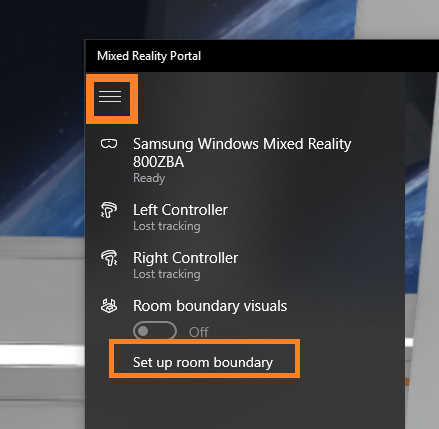 Mixed Reality Portal
Samsung Windows Mixed Reality
800ZBA
Ready
Left Controller
Lost tracking
Right Controller
Lost tracking
Room boundary visuals
Off
Set up room boundary